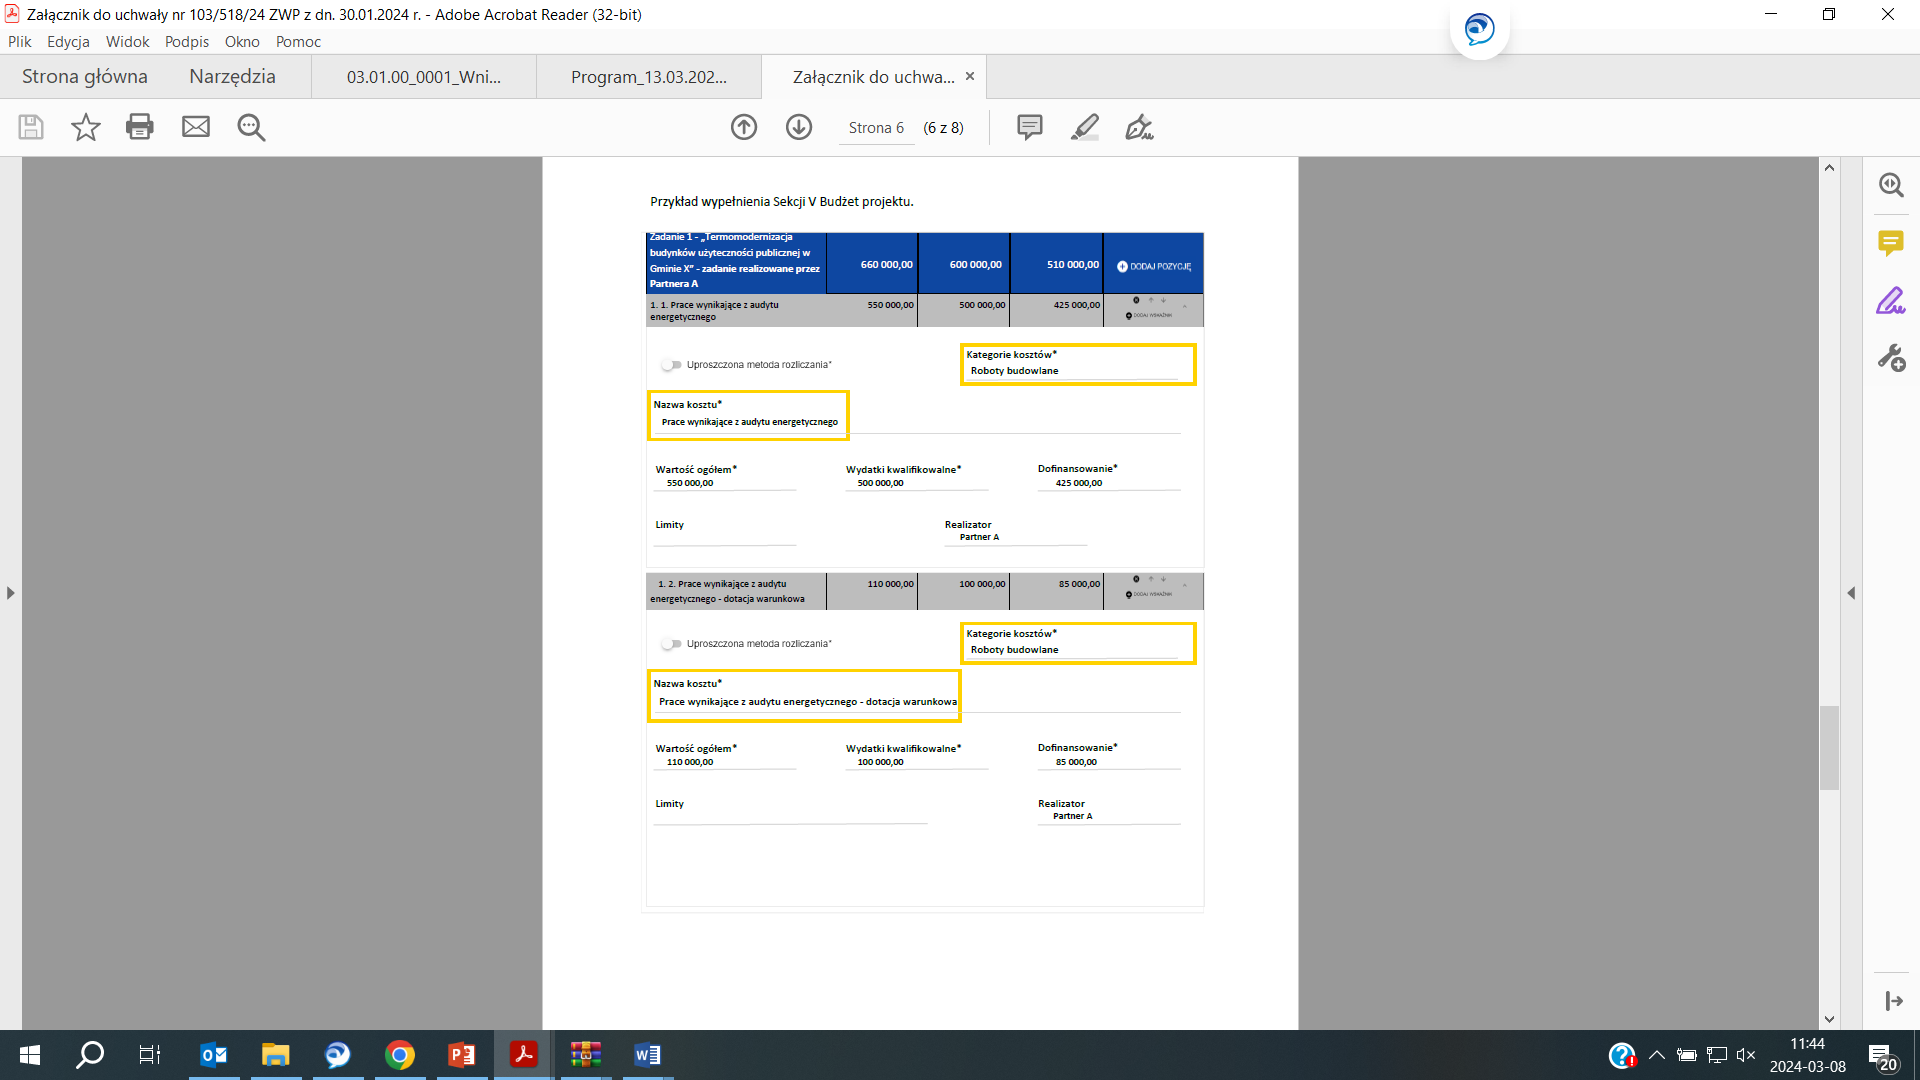 Załącznik do uchwały nr 103/518/24 ZWP z dn. 30.01.2024 r. - Adobe Acrobat Reader (32-bit)
Plik Edycja Widok Podpis Okno Pomoc
Strona główna Narzędzia 03.01.00_0001_Wni... Program_13.03.202... Załącznik do uchwa... ×
Strona 6 (6 z 8)
Przykład wypełnienia Sekcji V Budżet projektu.
Zadanie 1 - „Termomodernizacja
budynków użyteczności publicznej w
Gminie X” - zadanie realizowane przez
Partnera A
660 000,00 600 000,00 510 000,00 DODAJ POZYCJĘ
1. 1. Prace wynikające z audytu
energetycznego
550 000,00 500 000,00 425 000,00
DODAJ WSKAŹNIK
Uproszczona metoda rozliczania*
Kategorie kosztów*
Roboty budowlane
Nazwa kosztu*
Prace wynikające z audytu energetycznego
Wartość ogółem* Wydatki kwalifikowalne* Dofinansowanie*
550 000,00 500 000,00 425 000,00
Limity Realizator
Partner A
1. 2. Prace wynikające z audytu
energetycznego - dotacja warunkowa
110 000,00 100 000,00 85 000,00
DODAJ WSKAŹNIK
Uproszczona metoda rozliczania*
Kategorie kosztów*
Roboty budowlane
Nazwa kosztu*
Prace wynikające z audytu energetycznego - dotacja warunkowa
Wartość ogółem* Wydatki kwalifikowalne* Dofinansowanie*
110 000,00 100 000,00 85 000,00
Limity Realizator
Partner A
11:44
2024-03-08
20